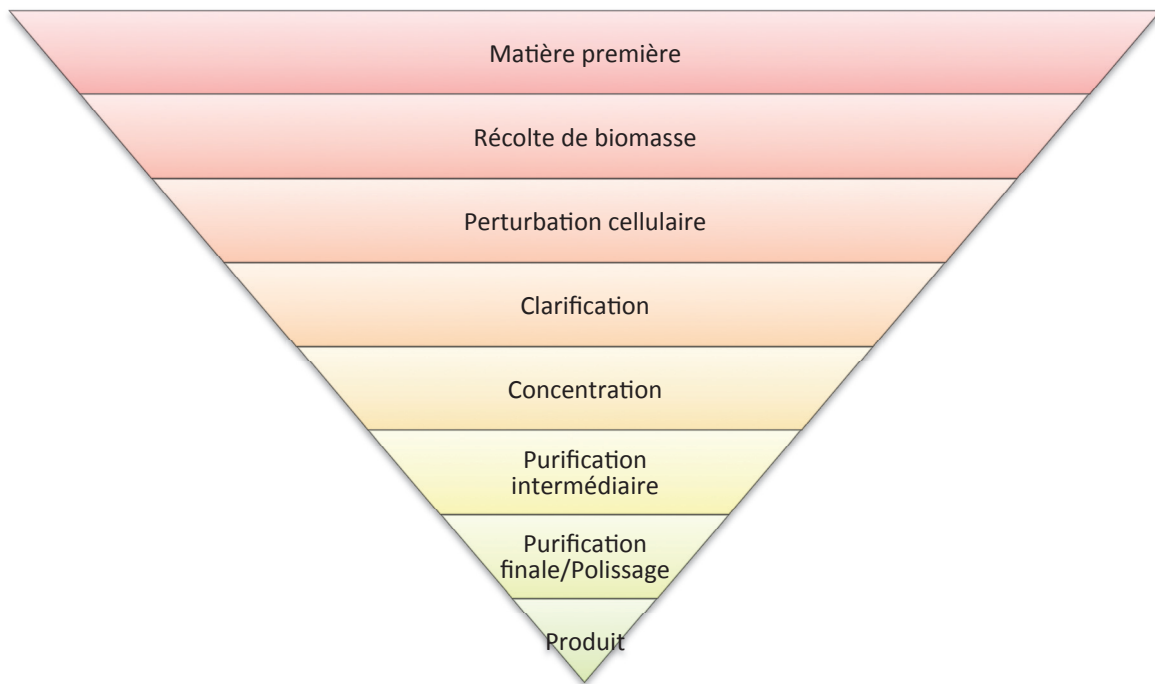 Matière première
Récolte de biomasse
Perturbation cellulaire
Clarification
Concentration
Purification
intermédiaire
Purification
finale/Polissage
Produit